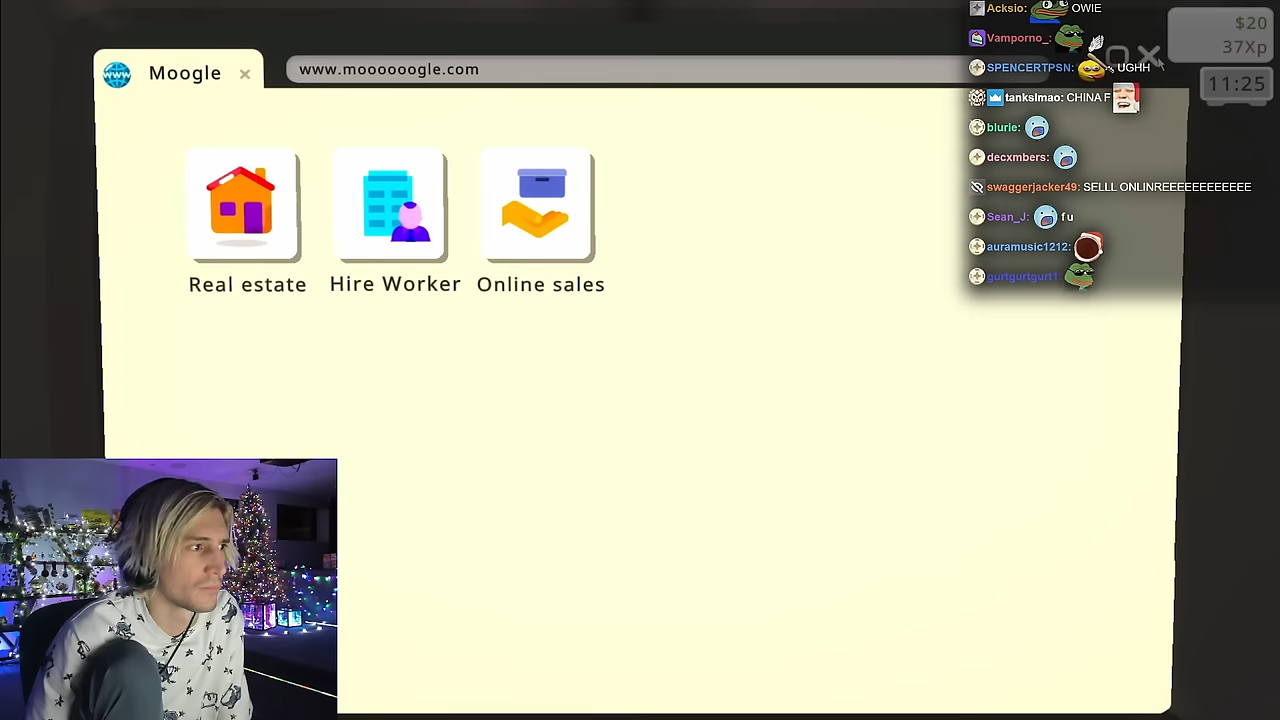 Moogle
www.moooooogle.com
Real estate
Hire Worker
Online sales
Acksio: OWIE
Vamporno_:
SPENCERTPSN: UGHH
tankslmao: CHINA F
blurie:
decxmbers:
swaggerjacker49: SELLL ONLINREEEEEEEEEEEE
Sean_J: f u
auramusic1212:
gurtgurtgurt1:
$20
37Xp
11:25